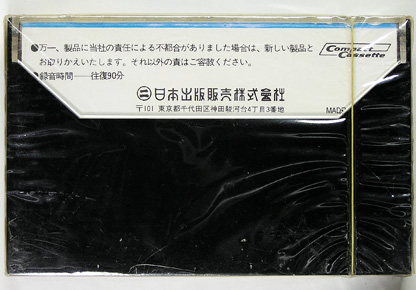 ●万一、製品に当社の責任による不都合がありました場合は、新しい製品と
お取りかえいたします。それ以外の責はご容赦ください。
●録音時間──往復90分
Compact
Cassette
日本出版販売株式会社
〒101 東京都千代田区神田駿河台4丁目3番地
MADE